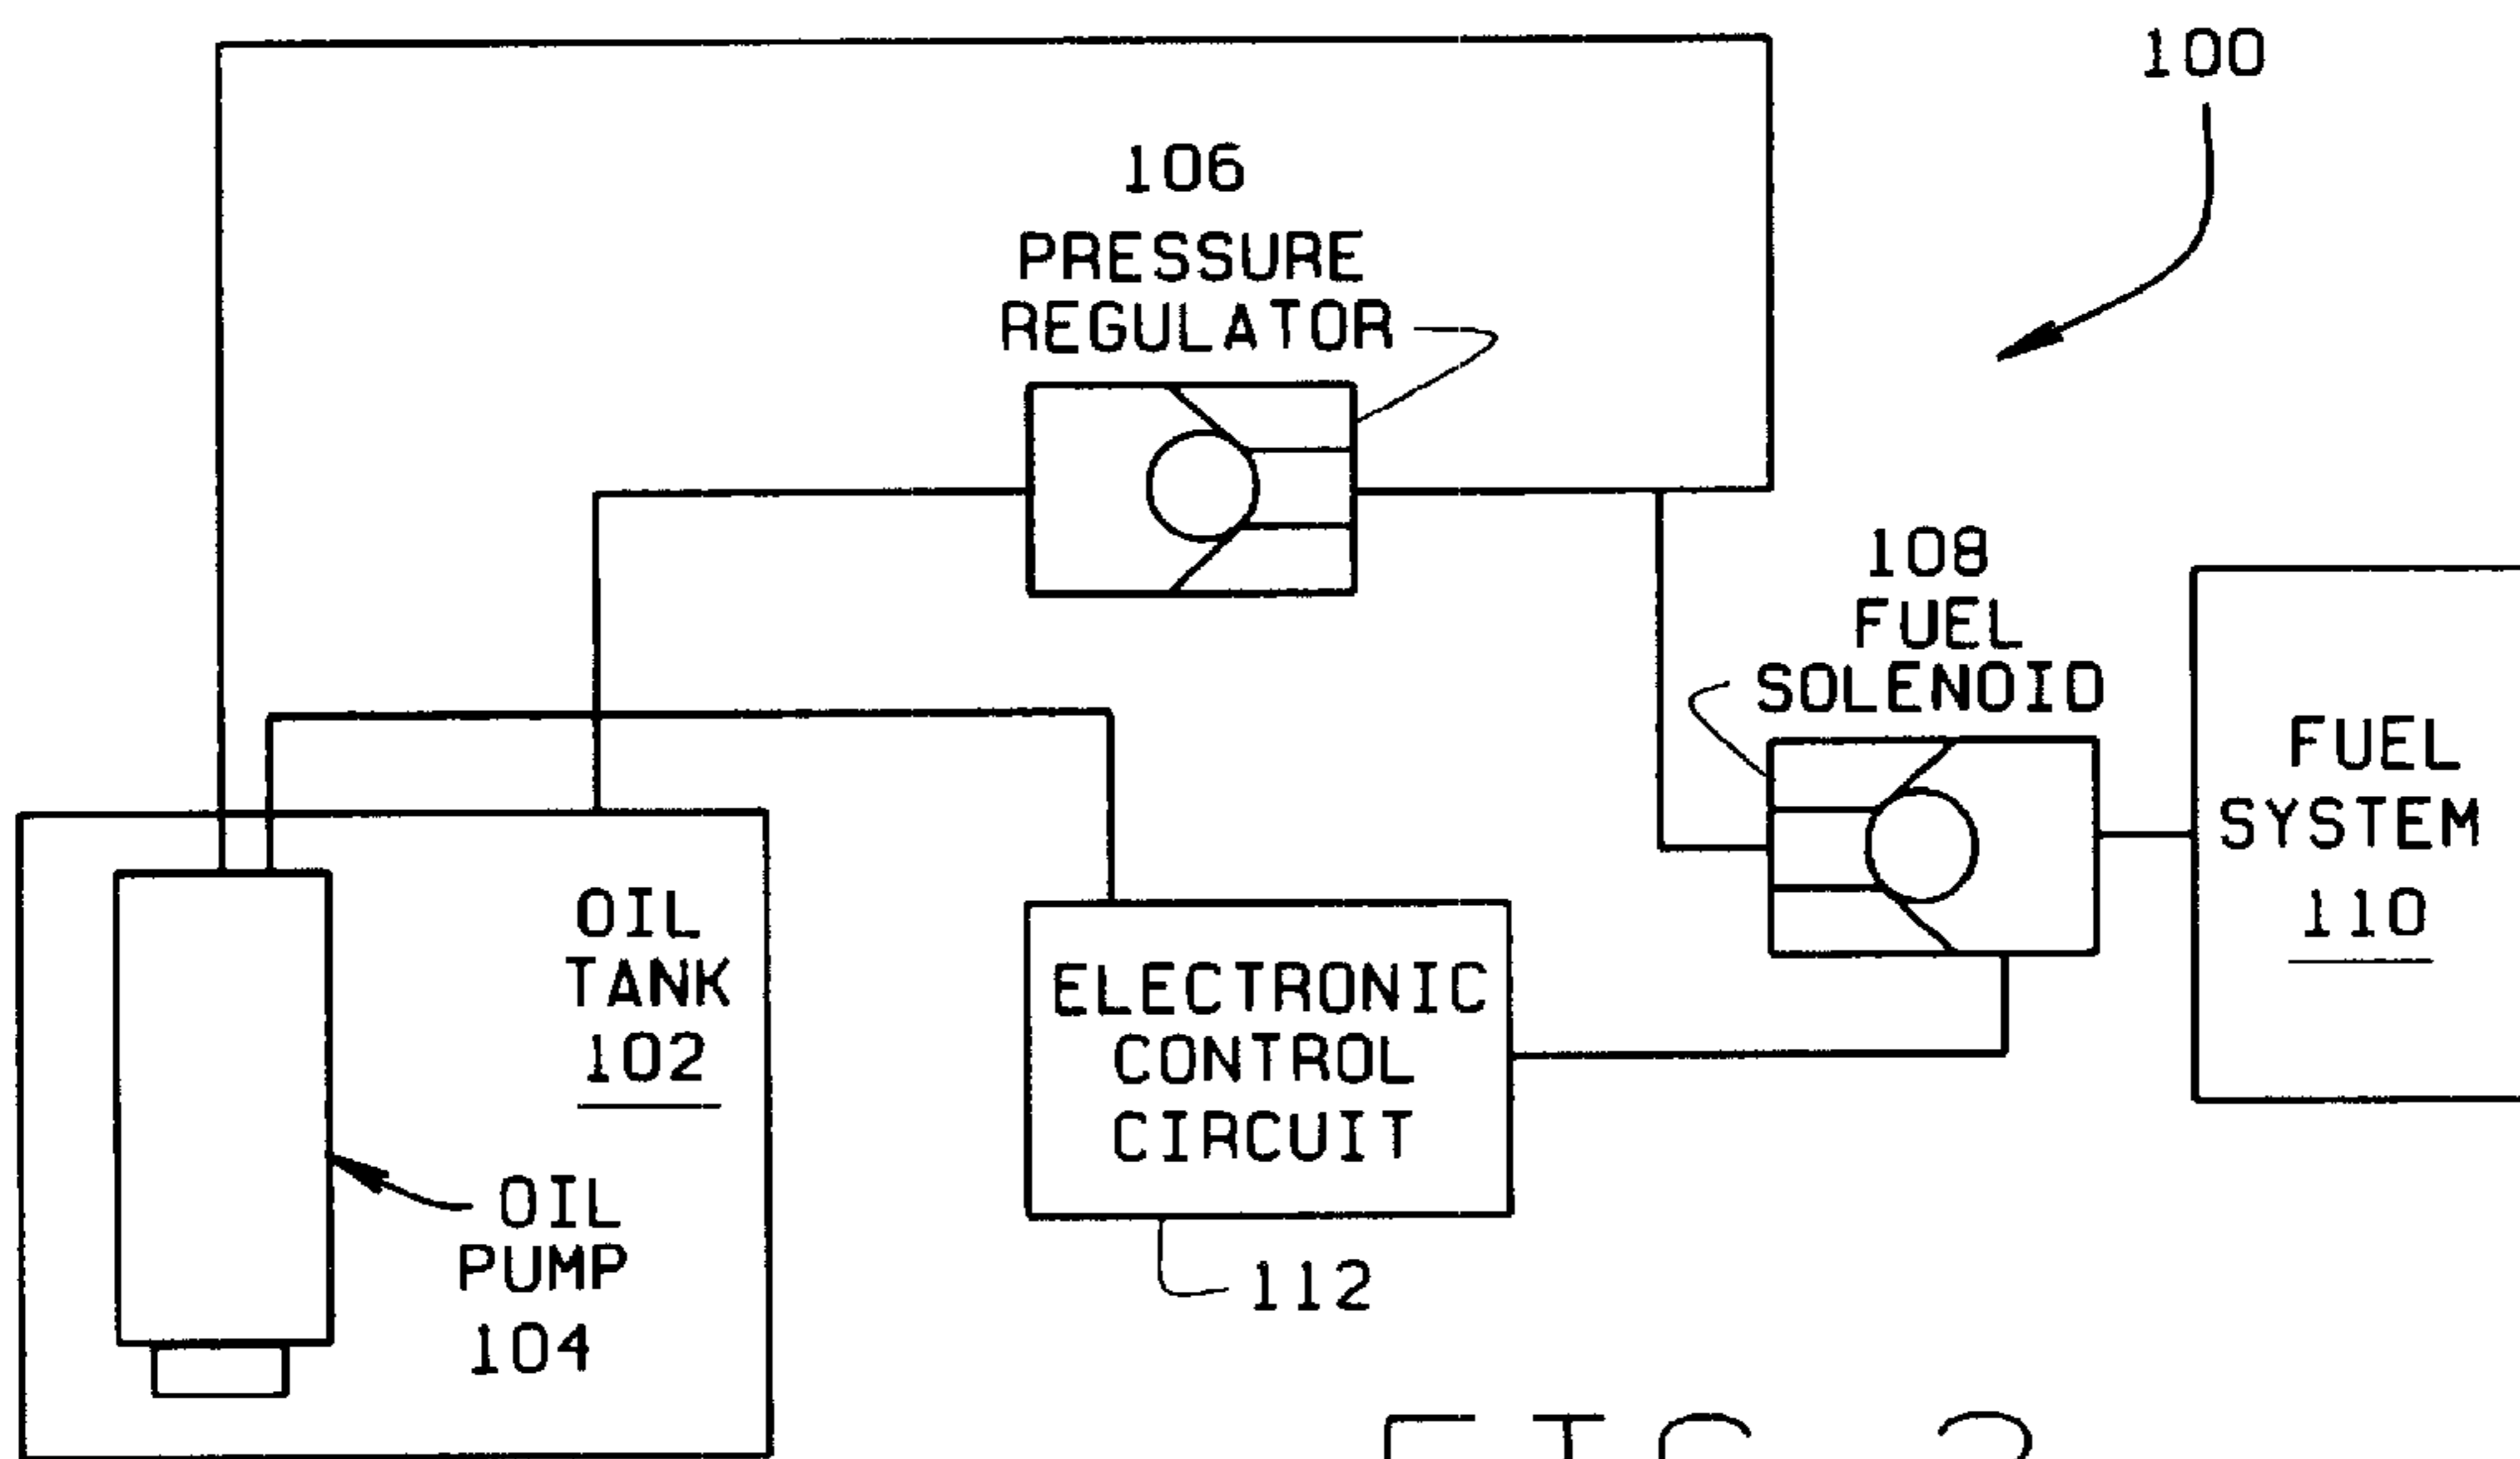 100
106
PRESSURE
REGULATOR
108
FUEL
SOLENOID
FUEL
SYSTEM
110
OIL
TANK
102
ELECTRONIC
CONTROL
CIRCUIT
OIL
PUMP
104
112